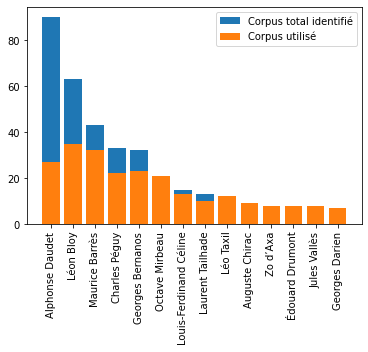 Corpus total identifié
Corpus utilisé
80
60
40
20
0
Alphonse Daudet
Léon Bloy
Maurice Barrès
Charles Péguy
Georges Bernanos
Octave Mirbeau
Louis-Ferdinand Céline
Laurent Tailhade
Léo Taxil
Auguste Chirac
Zo d'Axa
Édouard Drumont
Jules Vallès
Georges Darien